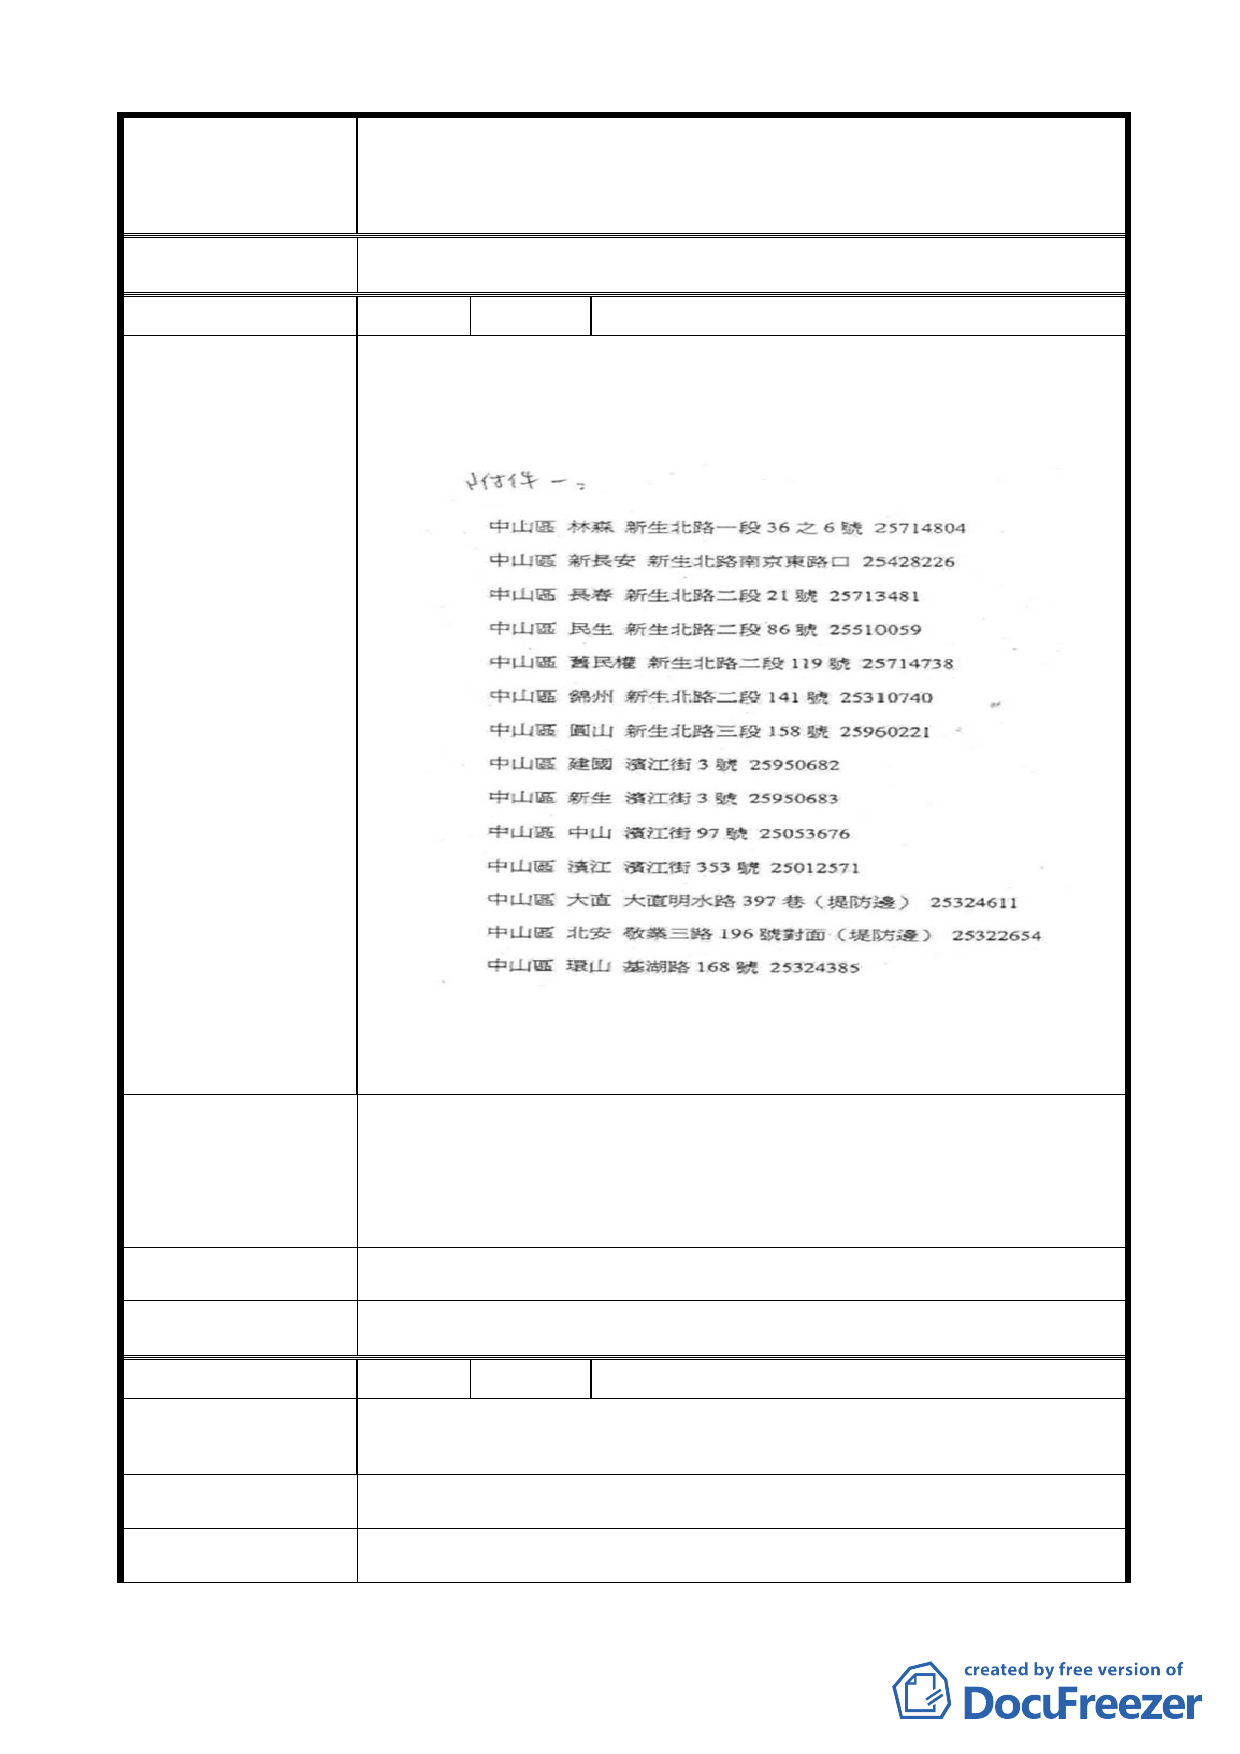 附件一：
中山區 林森 新生北路一段 36 之 6 號 25714804
中山區 新長安 新生北路南京東路口 25428226
中山區 長春 新生北路二段 21 號 25713481
中山區 民生 新生北路二段 86 號 25510059
中山區 舊民權 新生北路二段 119 號 25714738
中山區 錦州 新生北路二段 141 號 25310740
中山區 圓山 新生北路三段 158 號 25960221
中山區 建國 濱江街 3 號 25950682
中山區 新生 濱江街 3 號 25950683
中山區 中山 濱江街 97 號 25053676
中山區 濱江 濱江街 353 號 25012571
中山區 大直 大直明水路 397 巷（堤防邊） 25324611
中山區 北安 敬業三路 196 號對面（堤防邊） 25322654
中山區 環山 基湖路 168 號 25324385
created by free version of
DocuFreezer